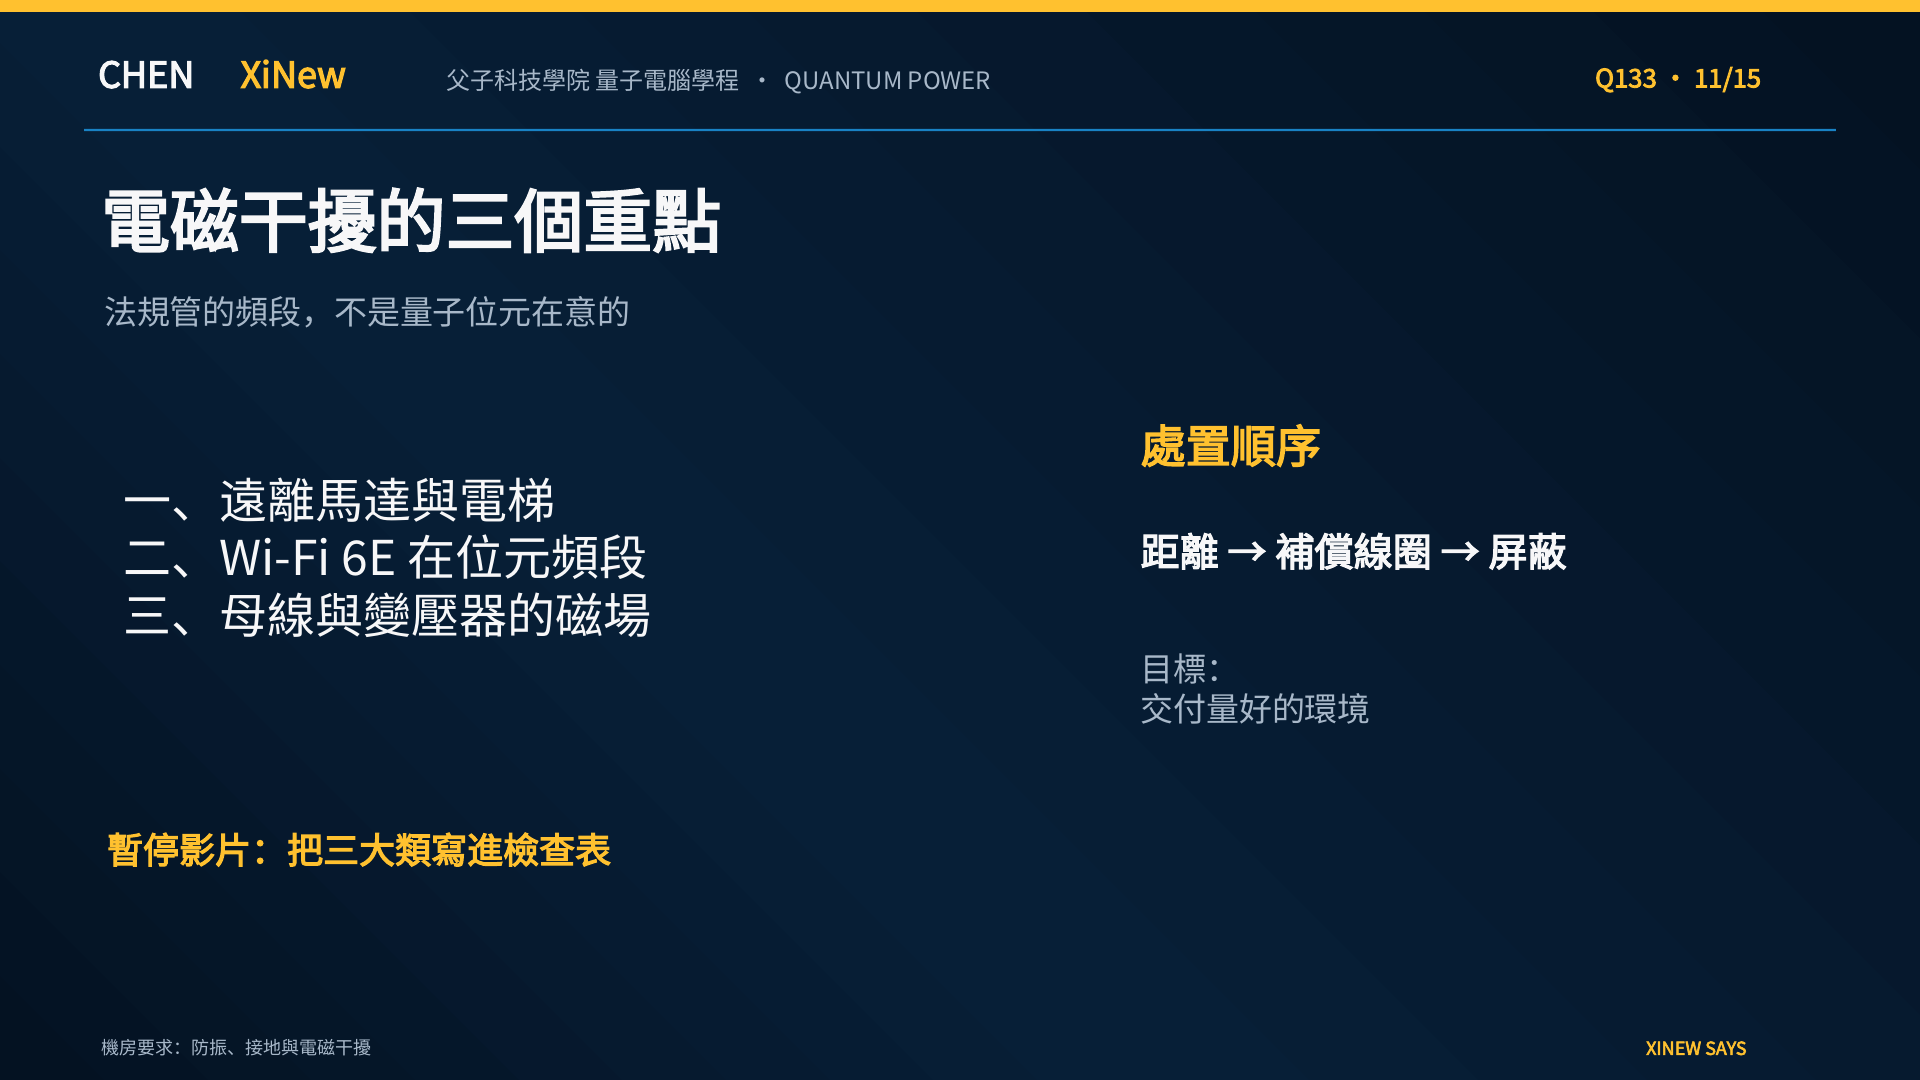 CHEN XiNew 父子科技學院 量子電腦學程 • QUANTUM POWER Q133 • 11/15
電磁干擾的三個重點
法規管的頻段，不是量子位元在意的
一、遠離馬達與電梯
二、Wi-Fi 6E 在位元頻段
三、母線與變壓器的磁場
處置順序
距離 → 補償線圈 → 屏蔽
目標：
交付量好的環境
暫停影片：把三大類寫進檢查表
機房要求：防振、接地與電磁干擾
XINEW SAYS